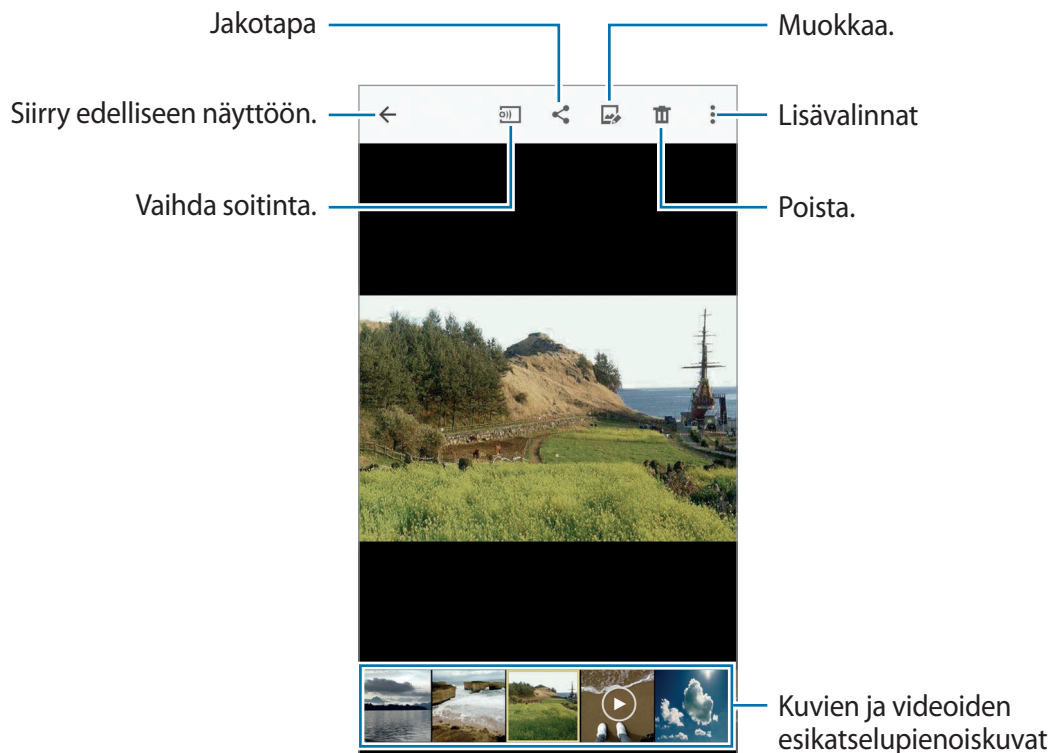 Jakotapa
Muokkaa.
Siirry edelliseen näyttöön.
Lisävalinnat
Vaihda soitinta.
Poista.
Kuvien ja videoiden
esikatselupienoiskuvat